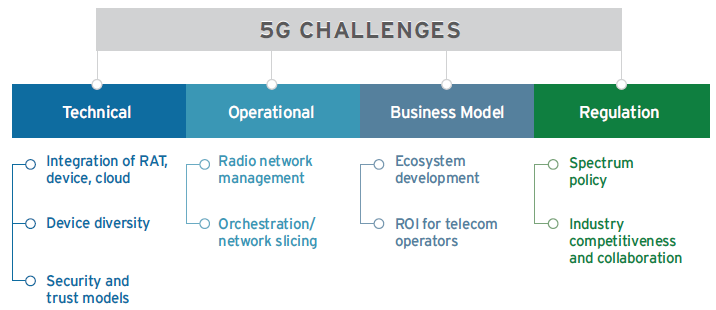 5G CHALLENGES
Technical
Operational
Business Model
Regulation
Integration of RAT,
device, cloud
Device diversity
Security and
trust models
Radio network
management
Orchestration/
network slicing
Ecosystem
development
ROI for telecom
operators
Spectrum
policy
Industry
competitiveness
and collaboration